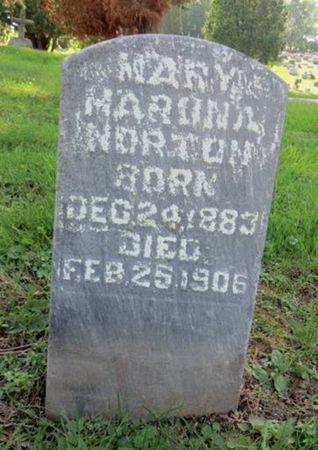 MARY
MARONA
NORTON
BORN
DEC 24,1883
DIED
FEB.25.1906